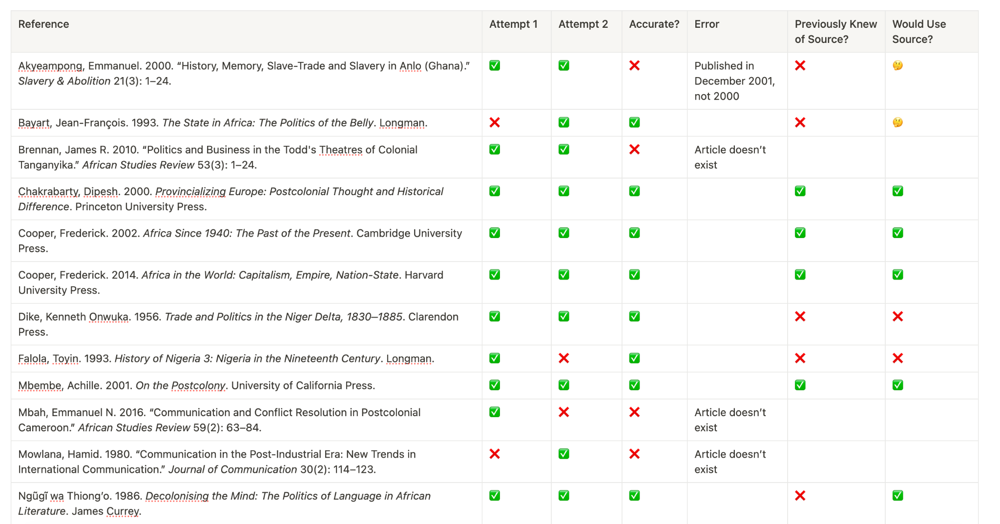 Reference Attempt 1 Attempt 2 Accurate? Error Previously Knew of Source? Would Use Source?
Akyeampong, Emmanuel. 2000. “History, Memory, Slave-Trade and Slavery in Anlo (Ghana).”
Slavery & Abolition 21(3): 1–24.
✅ ✅ ❌
Published in
December 2001,
not 2000
❌ 🤔
Bayart, Jean-François. 1993. The State in Africa: The Politics of the Belly. Longman.
❌ ✅ ✅ ❌ 🤔
Brennan, James R. 2010. “Politics and Business in the Todd's Theatres of Colonial
Tanganyika.” African Studies Review 53(3): 1–24.
✅ ✅ ❌
Article doesn’t
exist
Chakrabarty, Dipesh. 2000. Provincializing Europe: Postcolonial Thought and Historical
Difference. Princeton University Press.
✅ ✅ ✅ ✅ ✅
Cooper, Frederick. 2002. Africa Since 1940: The Past of the Present. Cambridge University
Press.
✅ ✅ ✅ ✅ ✅
Cooper, Frederick. 2014. Africa in the World: Capitalism, Empire, Nation-State. Harvard
University Press.
✅ ✅ ✅ ✅ ✅
Dike, Kenneth Onwuka. 1956. Trade and Politics in the Niger Delta, 1830–1885. Clarendon
Press.
✅ ✅ ✅ ❌ ❌
Falola, Toyin. 1993. History of Nigeria 3: Nigeria in the Nineteenth Century. Longman.
✅ ❌ ✅ ❌ ❌
Mbembe, Achille. 2001. On the Postcolony. University of California Press.
✅ ✅ ✅ ✅ ✅
Mbah, Emmanuel N. 2016. “Communication and Conflict Resolution in Postcolonial
Cameroon.” African Studies Review 59(2): 63–84.
✅ ❌ ❌
Article doesn’t
exist
Mowlana, Hamid. 1980. “Communication in the Post-Industrial Era: New Trends in
International Communication.” Journal of Communication 30(2): 114–123.
❌ ✅ ❌
Article doesn’t
exist
Ngũgĩ wa Thiong’o. 1986. Decolonising the Mind: The Politics of Language in African
Literature. James Currey.
✅ ✅ ✅ ❌ ✅